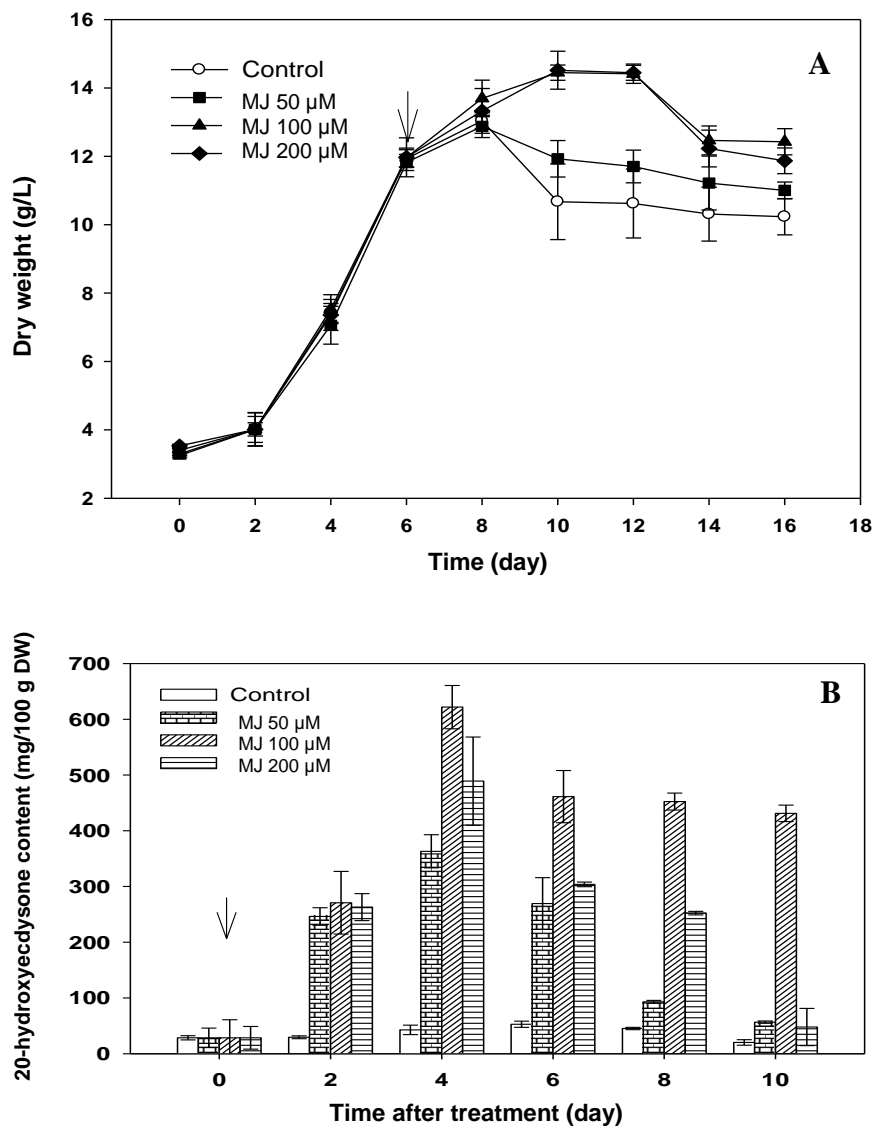 A
Control
MJ 50 µM
MJ 100 µM
MJ 200 µM
Dry weight (g/L)
16
14
12
10
8
6
4
2
0 2 4 6 8 10 12 14 16 18
Time (day)
B
Control
MJ 50 µM
MJ 100 µM
MJ 200 µM
20-hydroxyecdysone content (mg/100 g DW)
700
600
500
400
300
200
100
0
0 2 4 6 8 10
Time after treatment (day)